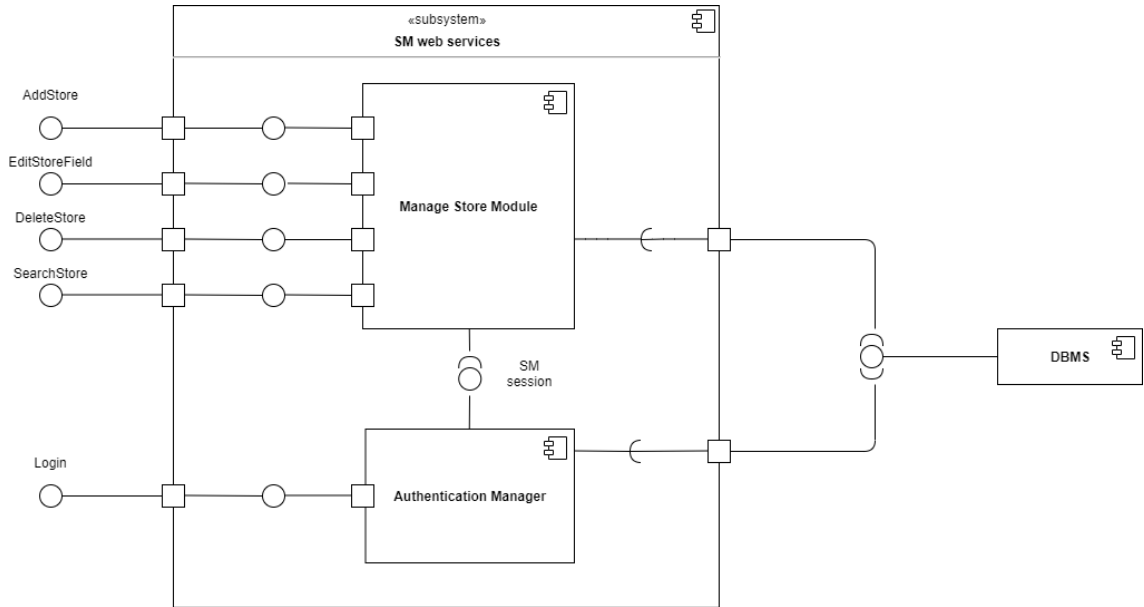 «subsystem»
SM web services
AddStore
EditStoreField
Manage Store Module
DeleteStore
SearchStore
DBMS
SM
session
Login
Authentication Manager